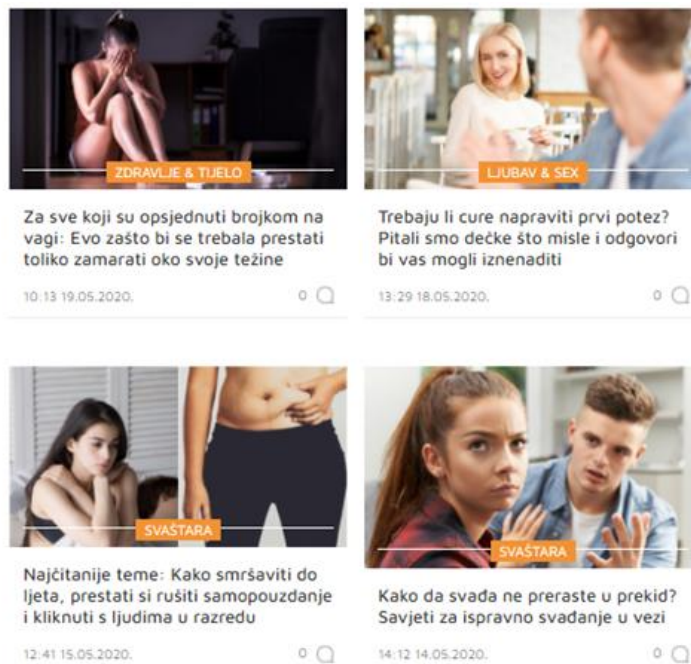 ZDRAVLJE & TIJELO
Za sve koji su opsjednuti brojkom na
vagi: Evo zašto bi se trebala prestati
toliko zamarati oko svoje težine
10:13 19.05.2020.
0
LJUBAV & SEX
Trebaju li cure napraviti prvi potez?
Pitali smo dečke što misle i odgovori
bi vas mogli iznenaditi
13:29 18.05.2020.
0
SVAŠTARA
Najčitanije teme: Kako smršaviti do
ljeta, prestati si rušiti samopouzdanje
i kliknuti s ljudima u razredu
12:41 15.05.2020.
0
SVAŠTARA
Kako da svađa ne preraste u prekid?
Savjeti za ispravno svađanje u vezi
14:12 14.05.2020.
0